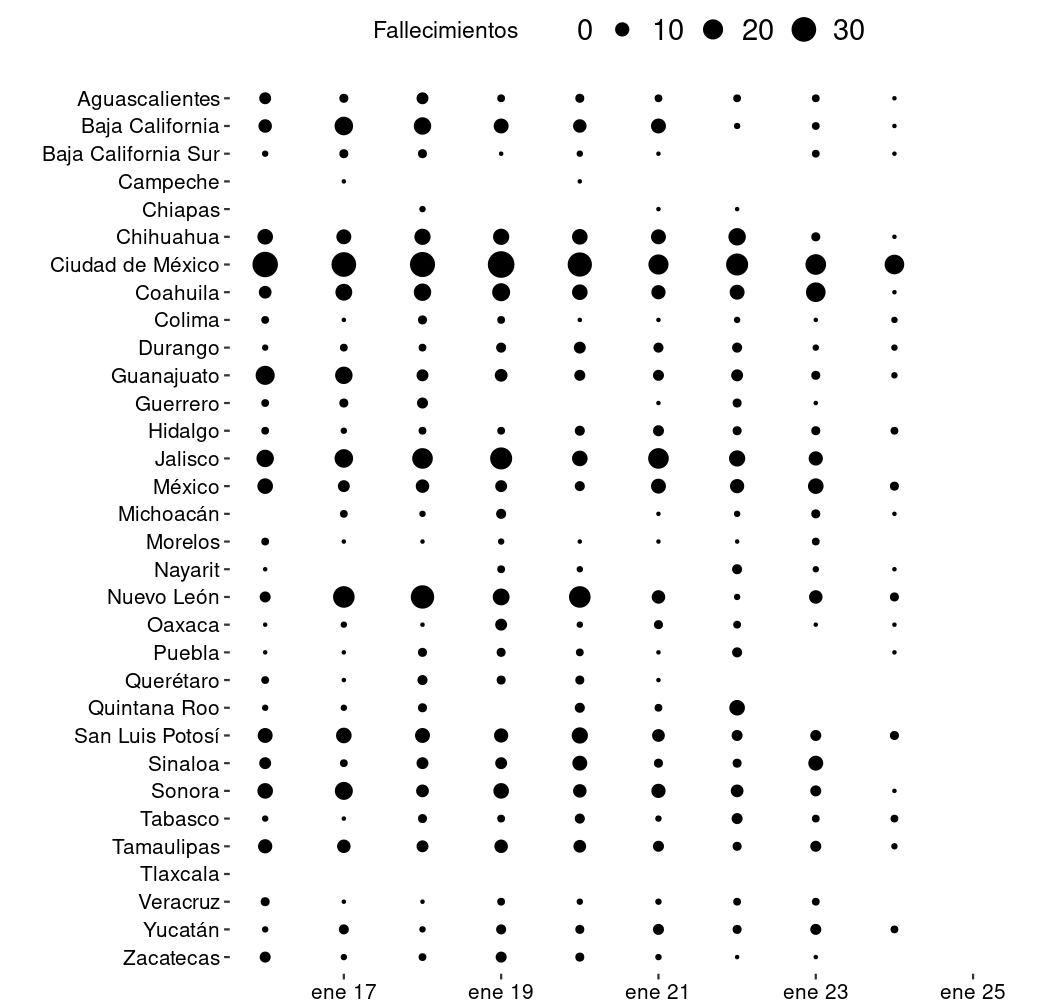 Fallecimientos 0 10 20 30
Aguascalientes
Baja California
Baja California Sur
Campeche
Chiapas
Chihuahua
Ciudad de México
Coahuila
Colima
Durango
Guanajuato
Guerrero
Hidalgo
Jalisco
México
Michoacán
Morelos
Nayarit
Nuevo León
Oaxaca
Puebla
Querétaro
Quintana Roo
San Luis Potosí
Sinaloa
Sonora
Tabasco
Tamaulipas
Tlaxcala
Veracruz
Yucatán
Zacatecas
ene 17 ene 19 ene 21 ene 23 ene 25